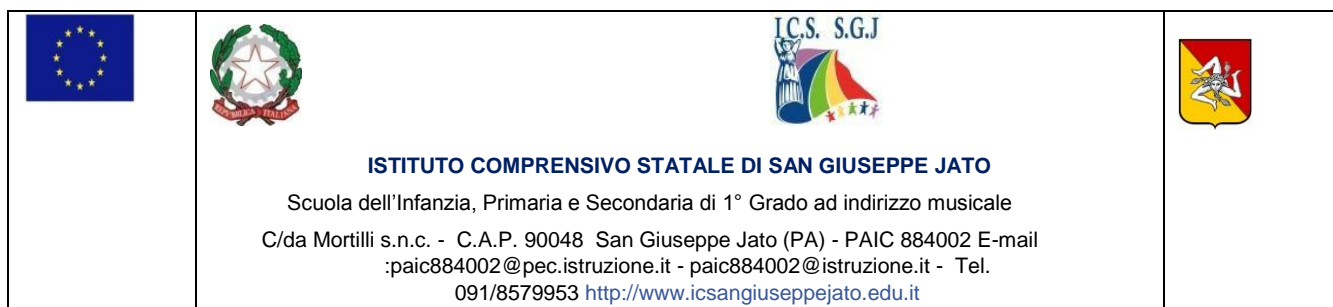 I.C.S. S.G.J
REPVBBLICA ITALIANA
ISTITUTO COMPRENSIVO STATALE DI SAN GIUSEPPE JATO
Scuola dell’Infanzia, Primaria e Secondaria di 1° Grado ad indirizzo musicale
C/da Mortilli s.n.c. - C.A.P. 90048 San Giuseppe Jato (PA) - PAIC 884002 E-mail
:paic884002@pec.istruzione.it - paic884002@istruzione.it - Tel.
091/8579953 http://www.icsangiuseppejato.edu.it